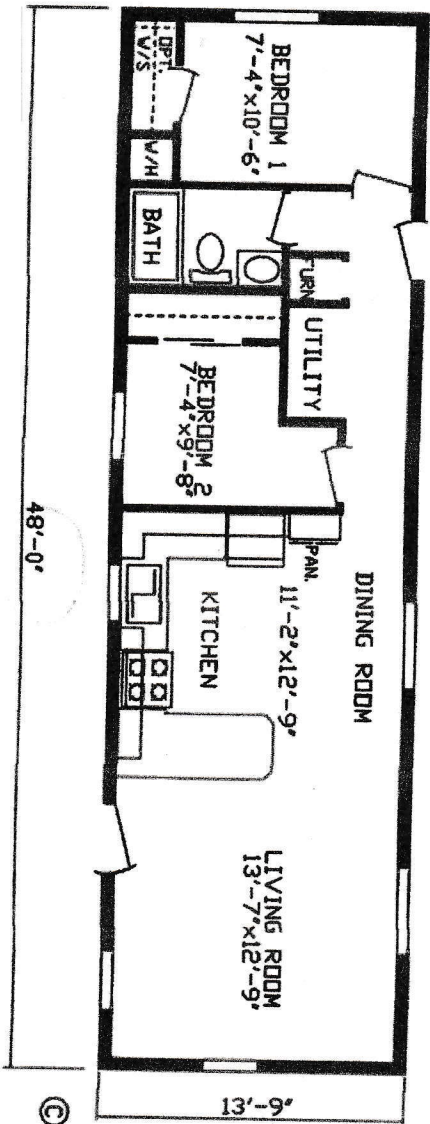 BEDROOM 1
7'-4"x10'-6"
OPT.
W/S
W/H
BATH
FURN
UTILITY
BEDROOM 2
7'-4"x9'-8"
PAN.
DINING ROOM
11'-2"x12'-9"
KITCHEN
LIVING ROOM
13'-7"x12'-9"
48'-0"
13'-9"
©